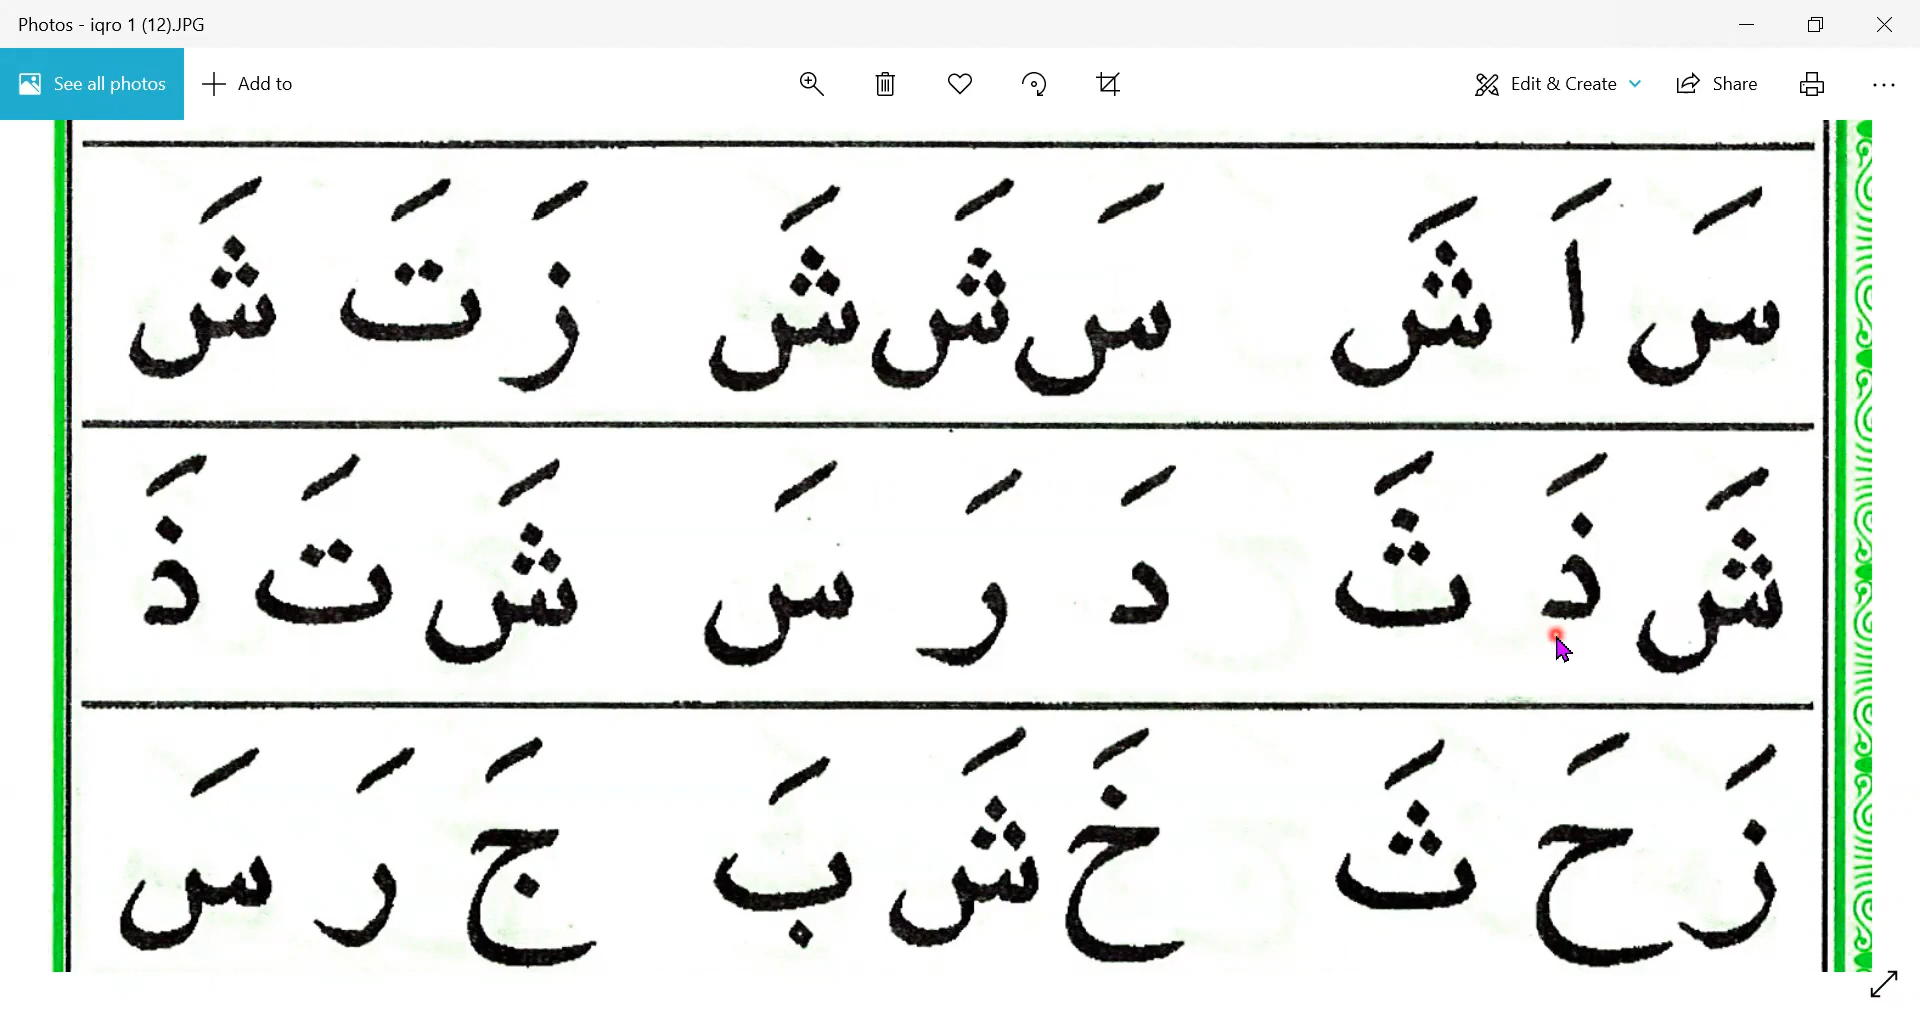 Photos - iqro 1 (12).JPG
See all photos Add to Edit & Create Share
سَ اَ شَ سَ شَ شَ زَ تَ شَ
شَ ذَ ثَ دَ رَ سَ شَ تَ ذَ
زَ حَ ثَ خَ شَ بَ جَ رَ سَ